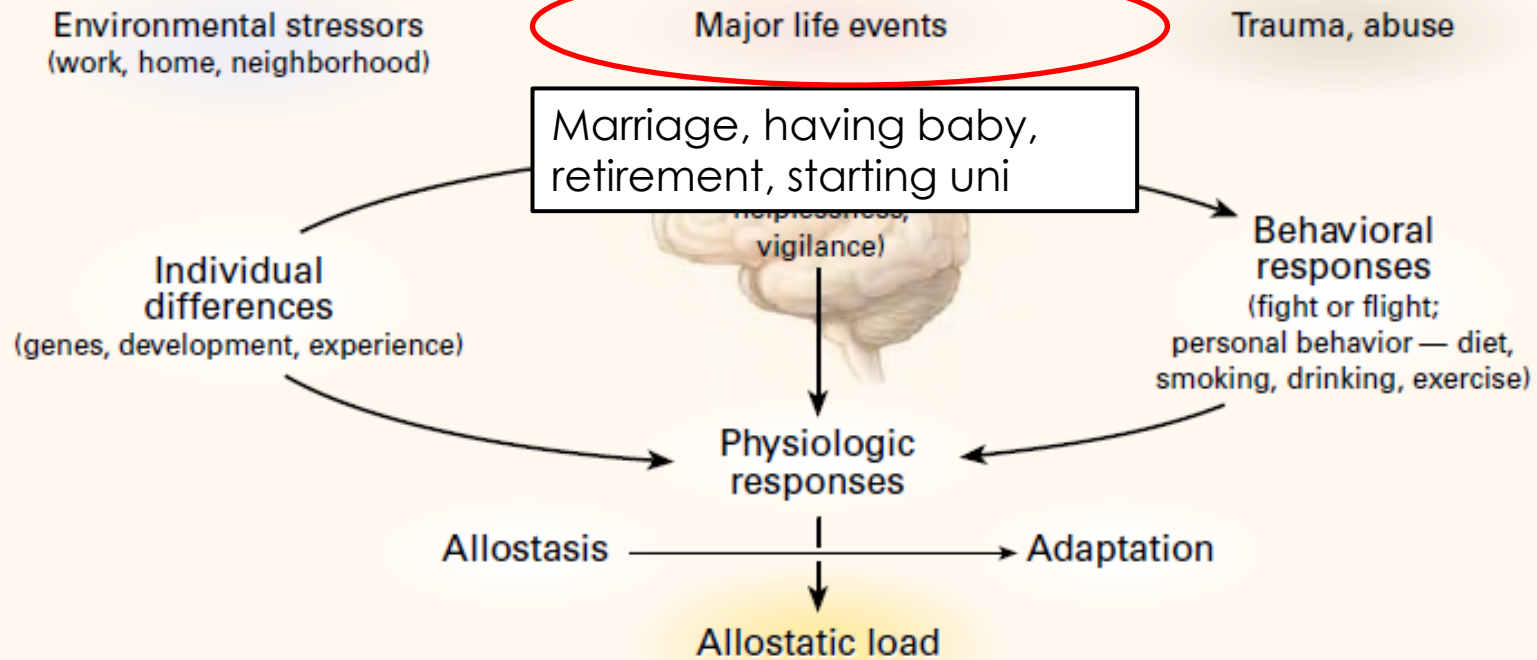 Environmental stressors
(work, home, neighborhood)
Major life events
Trauma, abuse
Marriage, having baby,
retirement, starting uni
helplessness,
vigilance)
Individual
differences
(genes, development, experience)
Behavioral
responses
(fight or flight;
personal behavior — diet,
smoking, drinking, exercise)
Physiologic
responses
Allostasis
Adaptation
Allostatic load